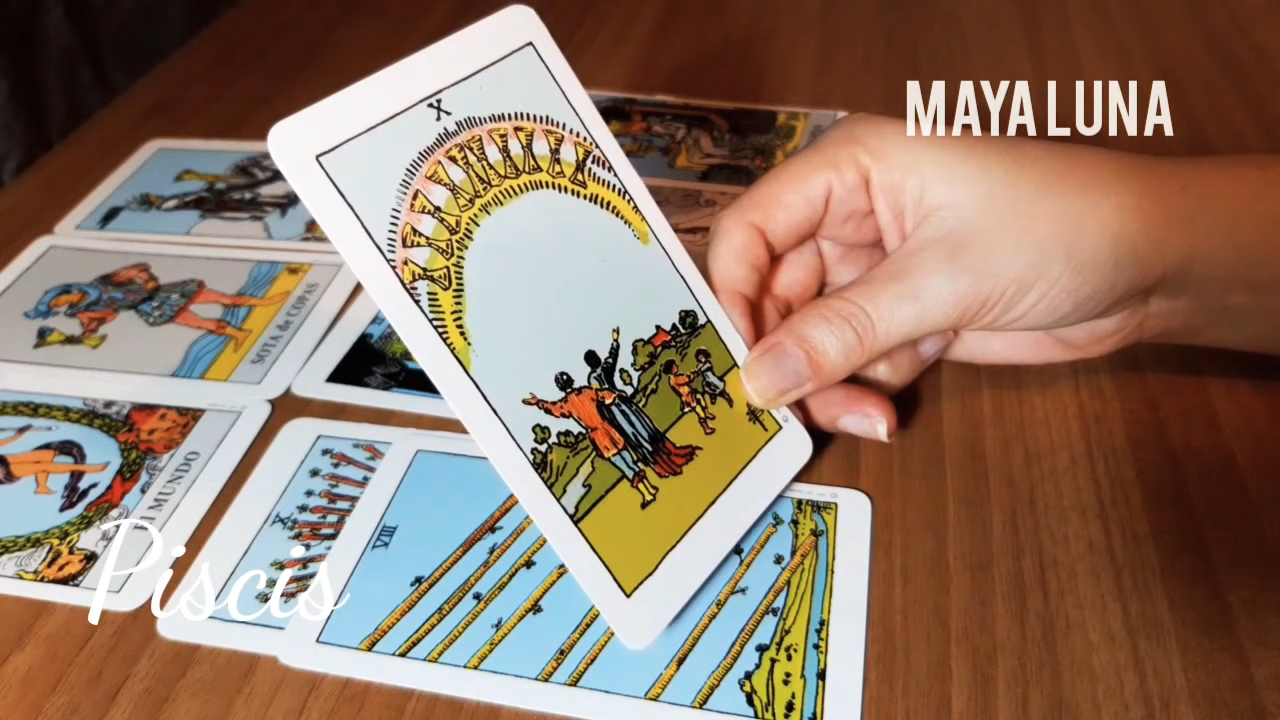 MAYA LUNA
X
SOTA de COPAS
MUNDO
X
VIII
Piscis